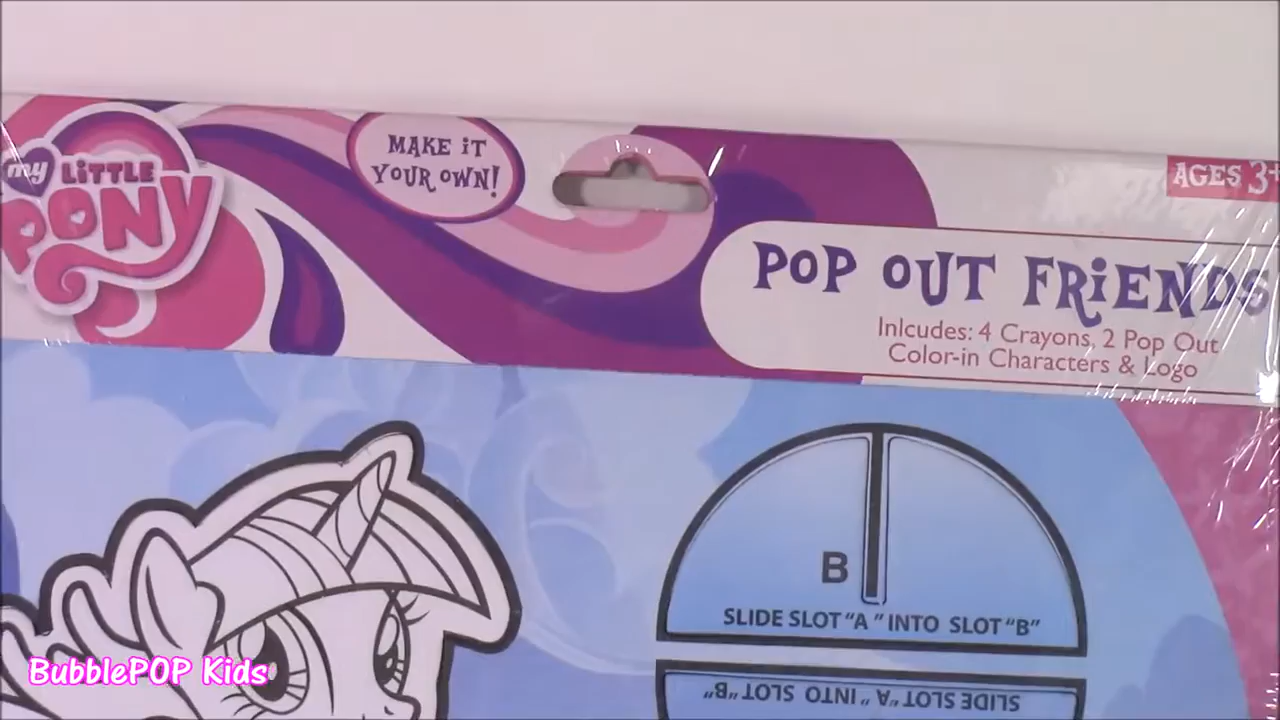 my LiTTLE
PONY
MAKE iT
YOUR OWN!
AGES 3+
POP OUT FRiENDS
Inlcudes: 4 Crayons, 2 Pop Out
Color-in Characters & Logo
B
SLIDE SLOT "A " INTO SLOT "B"
SLIDE SLOT "A" INTO SLOT "B"
BubblePOP Kids